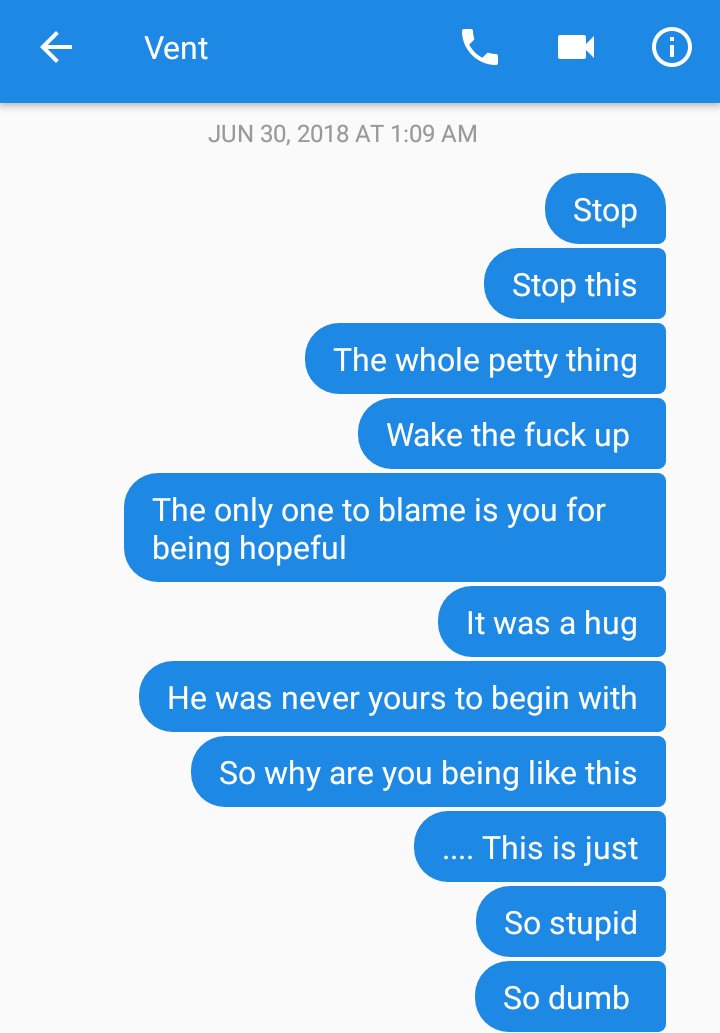 Vent
JUN 30, 2018 AT 1:09 AM
Stop
Stop this
The whole petty thing
Wake the fuck up
The only one to blame is you for
being hopeful
It was a hug
He was never yours to begin with
So why are you being like this
.... This is just
So stupid
So dumb